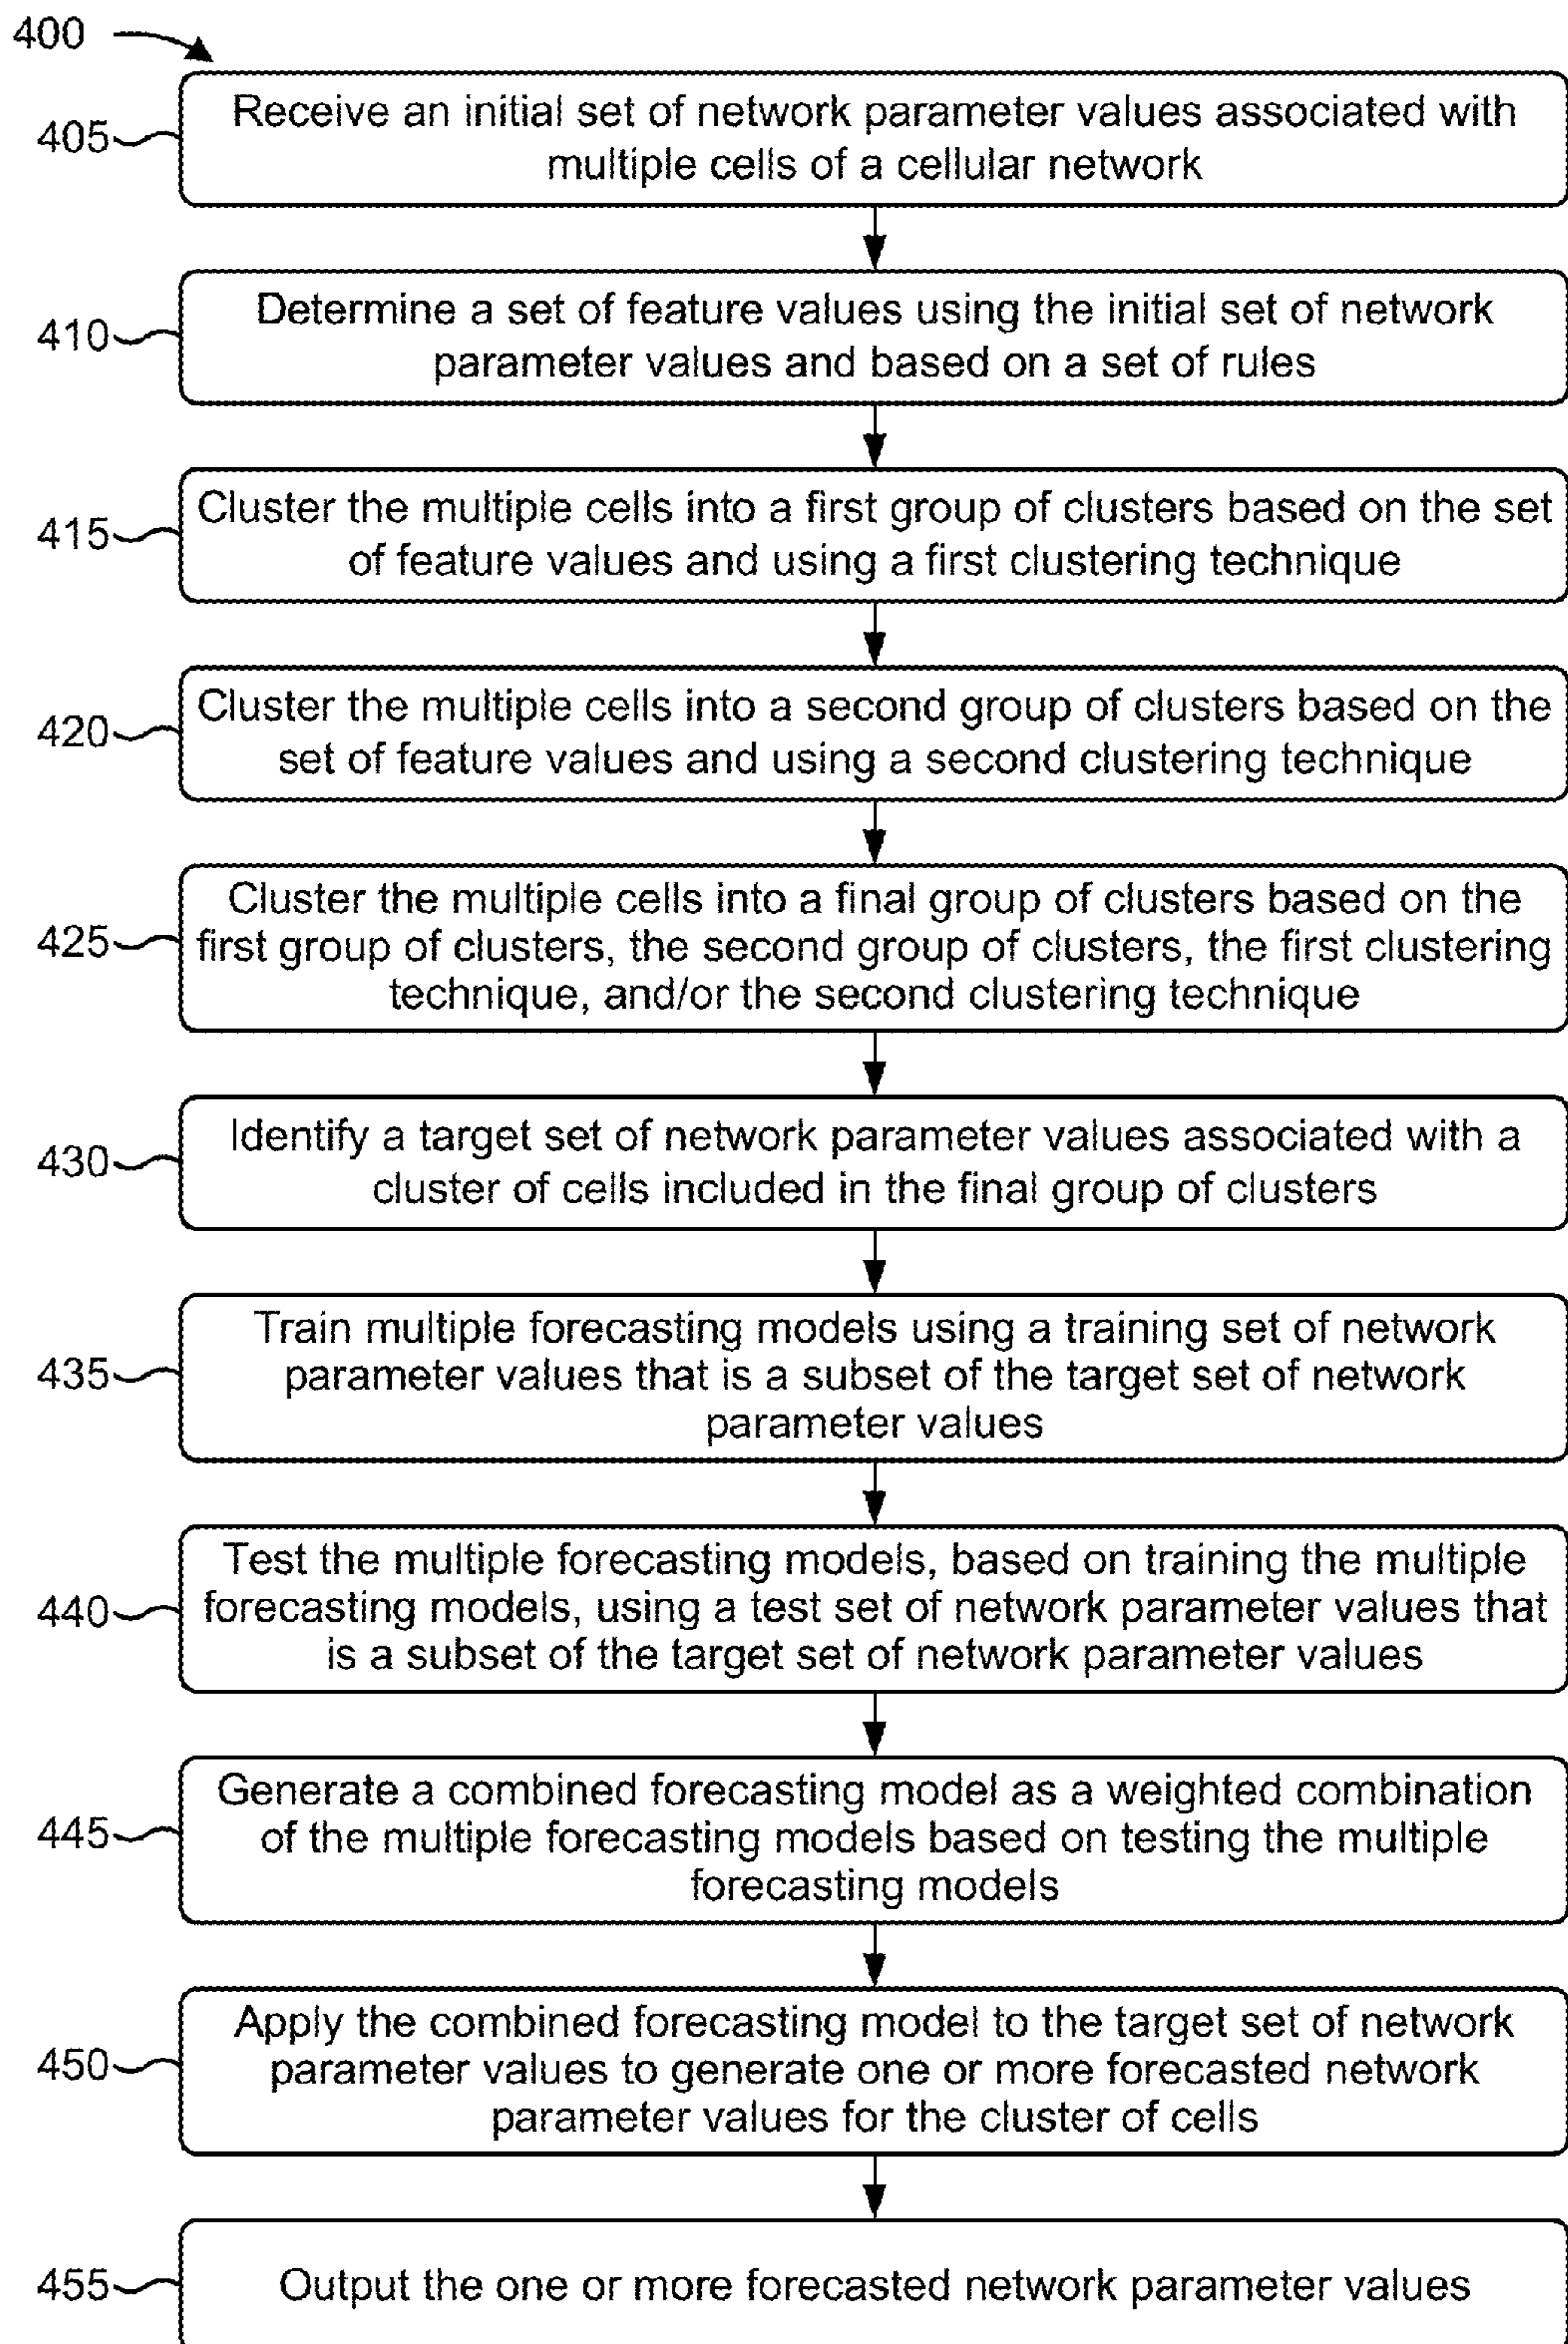 400
405
Receive an initial set of network parameter values associated with
multiple cells of a cellular network
410
Determine a set of feature values using the initial set of network
parameter values and based on a set of rules
415
Cluster the multiple cells into a first group of clusters based on the set
of feature values and using a first clustering technique
420
Cluster the multiple cells into a second group of clusters based on the
set of feature values and using a second clustering technique
425
Cluster the multiple cells into a final group of clusters based on the
first group of clusters, the second group of clusters, the first clustering
technique, and/or the second clustering technique
430
Identify a target set of network parameter values associated with a
cluster of cells included in the final group of clusters
435
Train multiple forecasting models using a training set of network
parameter values that is a subset of the target set of network
parameter values
440
Test the multiple forecasting models, based on training the multiple
forecasting models, using a test set of network parameter values that
is a subset of the target set of network parameter values
445
Generate a combined forecasting model as a weighted combination
of the multiple forecasting models based on testing the multiple
forecasting models
450
Apply the combined forecasting model to the target set of network
parameter values to generate one or more forecasted network
parameter values for the cluster of cells
455
Output the one or more forecasted network parameter values